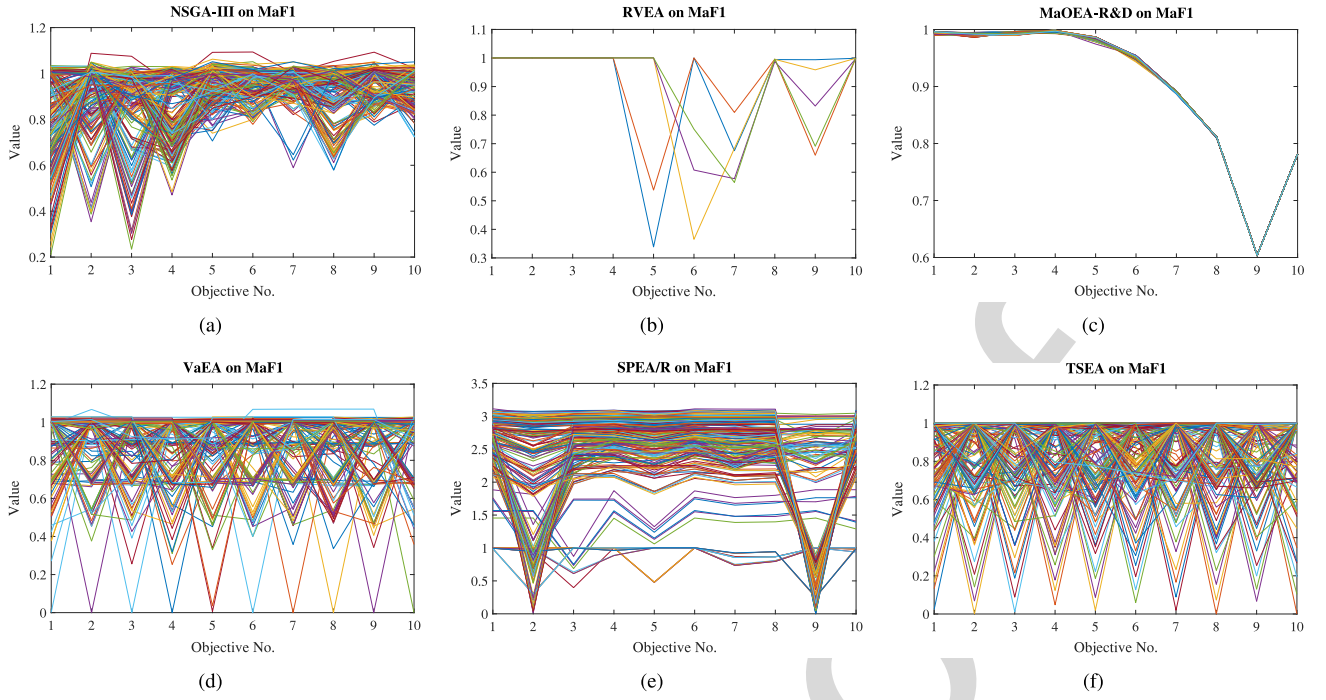 NSGA-III on MaF1
RVEA on MaF1
MaOEA-R&D on MaF1
1.2
1
0.8
0.6
0.4
0.2
Value
1 2 3 4 5 6 7 8 9 10
Objective No.
(a)
1.1
1
0.9
0.8
0.7
0.6
0.5
0.4
0.3
Value
1 2 3 4 5 6 7 8 9 10
Objective No.
(b)
1
0.9
0.8
0.7
0.6
Value
1 2 3 4 5 6 7 8 9 10
Objective No.
(c)
VaEA on MaF1
SPEA/R on MaF1
TSEA on MaF1
1.2
1
0.8
0.6
0.4
0.2
0
Value
1 2 3 4 5 6 7 8 9 10
Objective No.
(d)
3.5
3
2.5
2
1.5
1
0.5
0
Value
1 2 3 4 5 6 7 8 9 10
Objective No.
(e)
1.2
1
0.8
0.6
0.4
0.2
0
Value
1 2 3 4 5 6 7 8 9 10
Objective No.
(f)